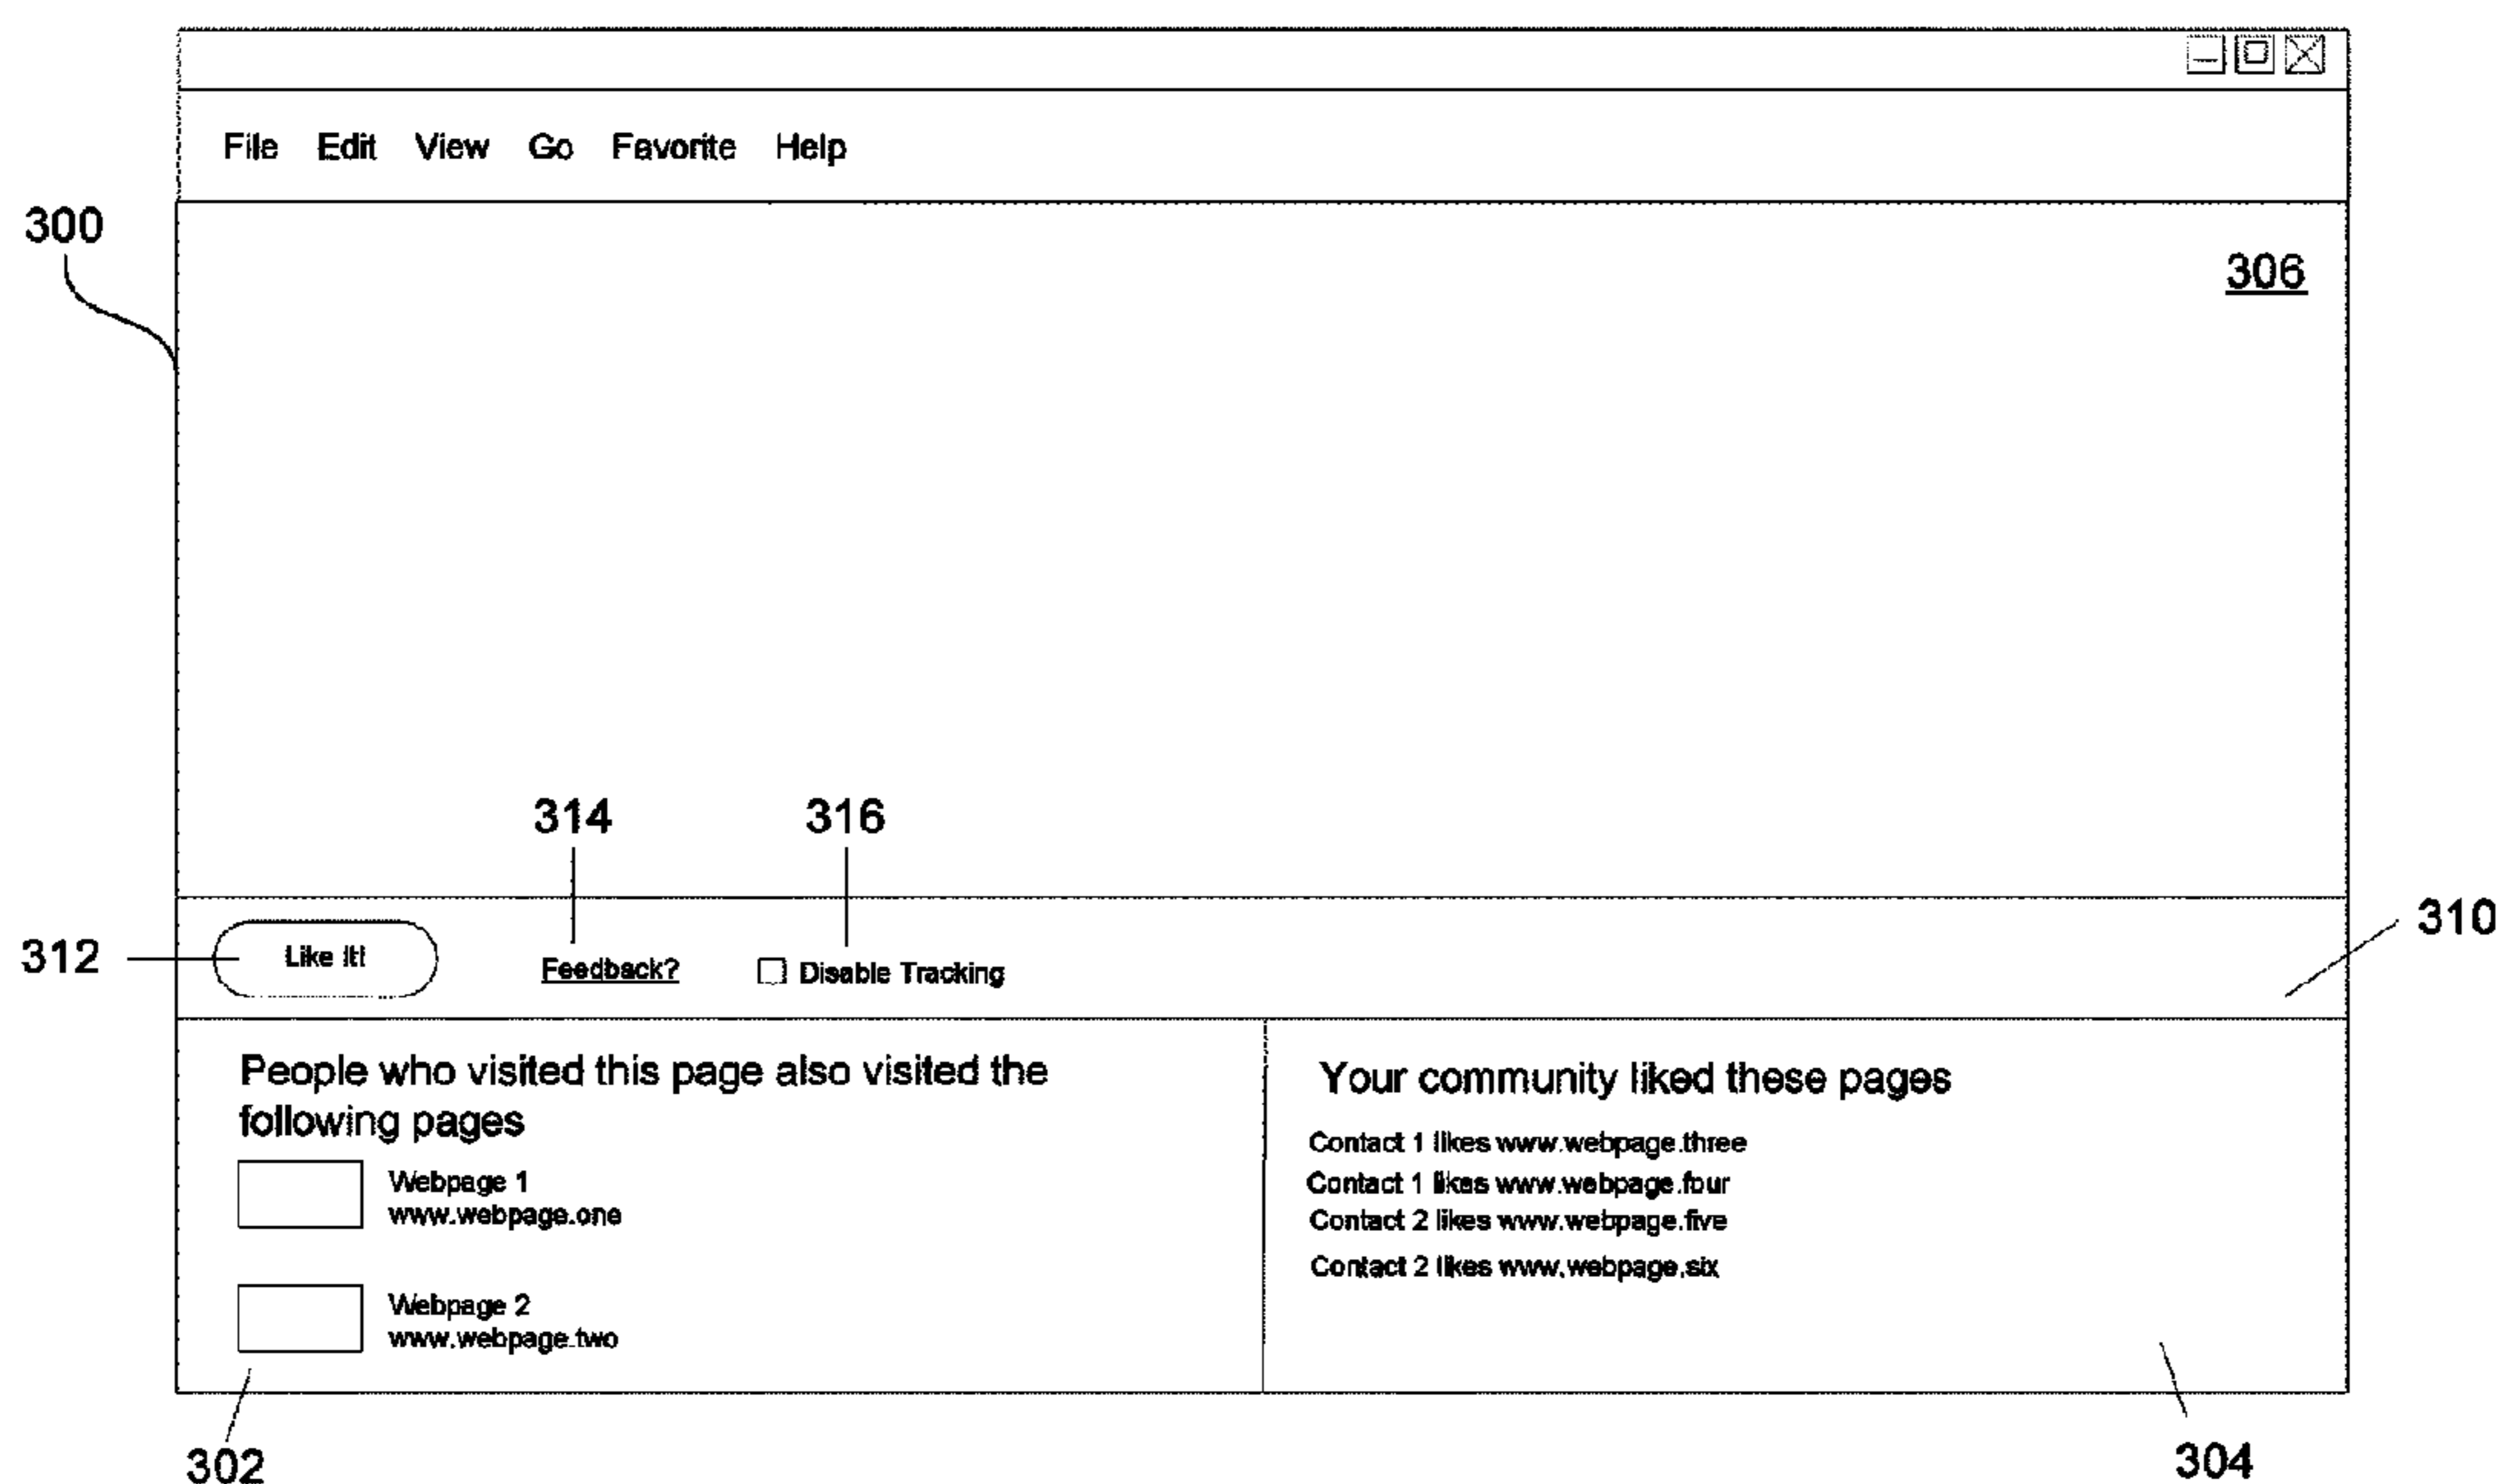 File Edit View Go Favorite Help
300
306
314 316
310
312
Like It!
Feedback?
Disable Tracking
People who visited this page also visited the
following pages
Webpage 1
www.webpage.one
Webpage 2
www.webpage.two
Your community liked these pages
Contact 1 likes www.webpage.three
Contact 1 likes www.webpage.four
Contact 2 likes www.webpage.five
Contact 2 likes www.webpage.six
302
304